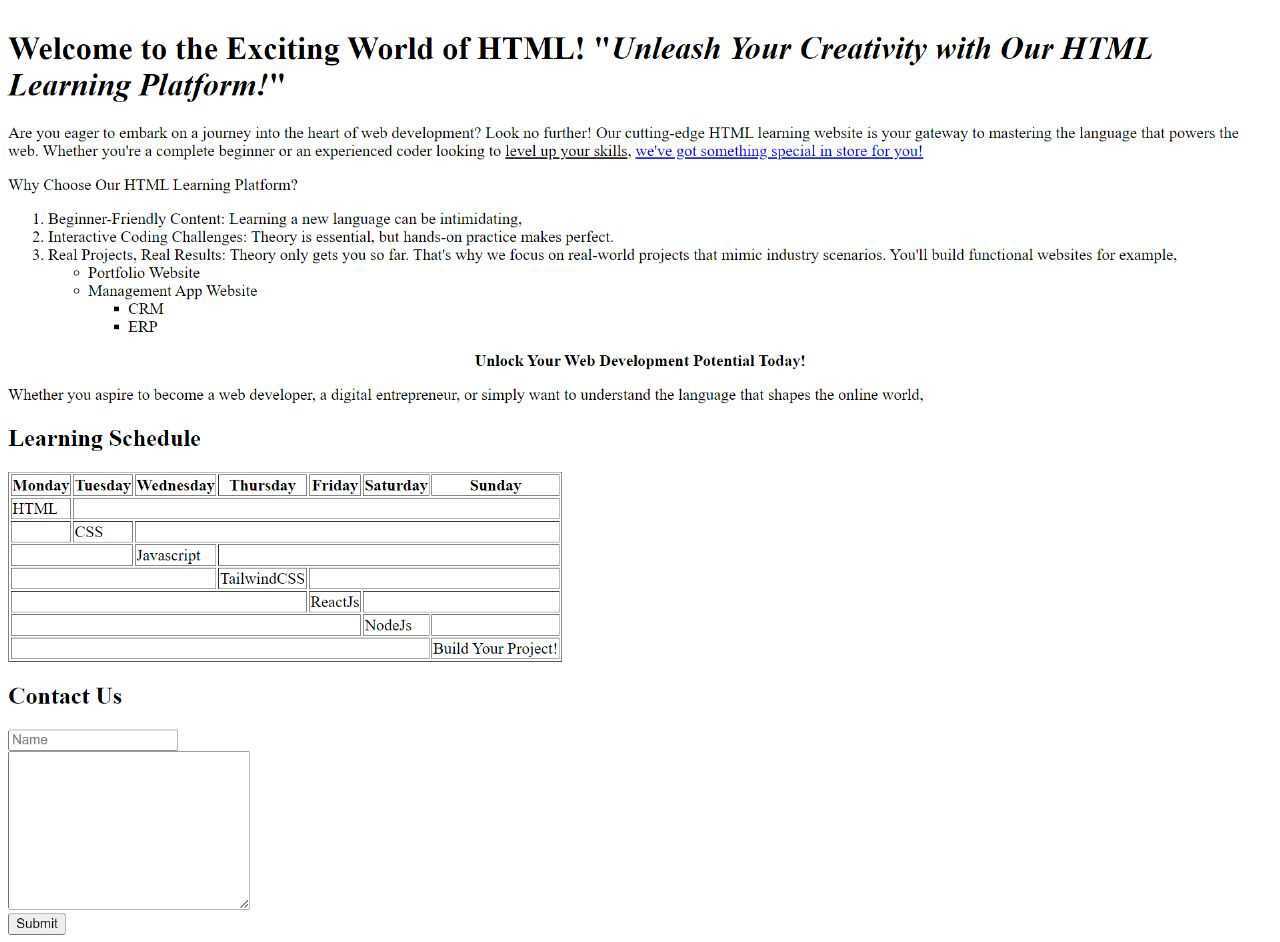 Welcome to the Exciting World of HTML! "Unleash Your Creativity with Our HTML
Learning Platform!"
Are you eager to embark on a journey into the heart of web development? Look no further! Our cutting-edge HTML learning website is your gateway to mastering the language that powers the
web. Whether you're a complete beginner or an experienced coder looking to level up your skills, we've got something special in store for you!
Why Choose Our HTML Learning Platform?
1. Beginner-Friendly Content: Learning a new language can be intimidating,
2. Interactive Coding Challenges: Theory is essential, but hands-on practice makes perfect.
3. Real Projects, Real Results: Theory only gets you so far. That's why we focus on real-world projects that mimic industry scenarios. You'll build functional websites for example,
Portfolio Website
Management App Website
CRM
ERP
Unlock Your Web Development Potential Today!
Whether you aspire to become a web developer, a digital entrepreneur, or simply want to understand the language that shapes the online world,
Learning Schedule
Monday Tuesday Wednesday Thursday Friday Saturday Sunday
HTML
CSS
Javascript
TailwindCSS
ReactJs
NodeJs
Build Your Project!
Contact Us
Name
Submit